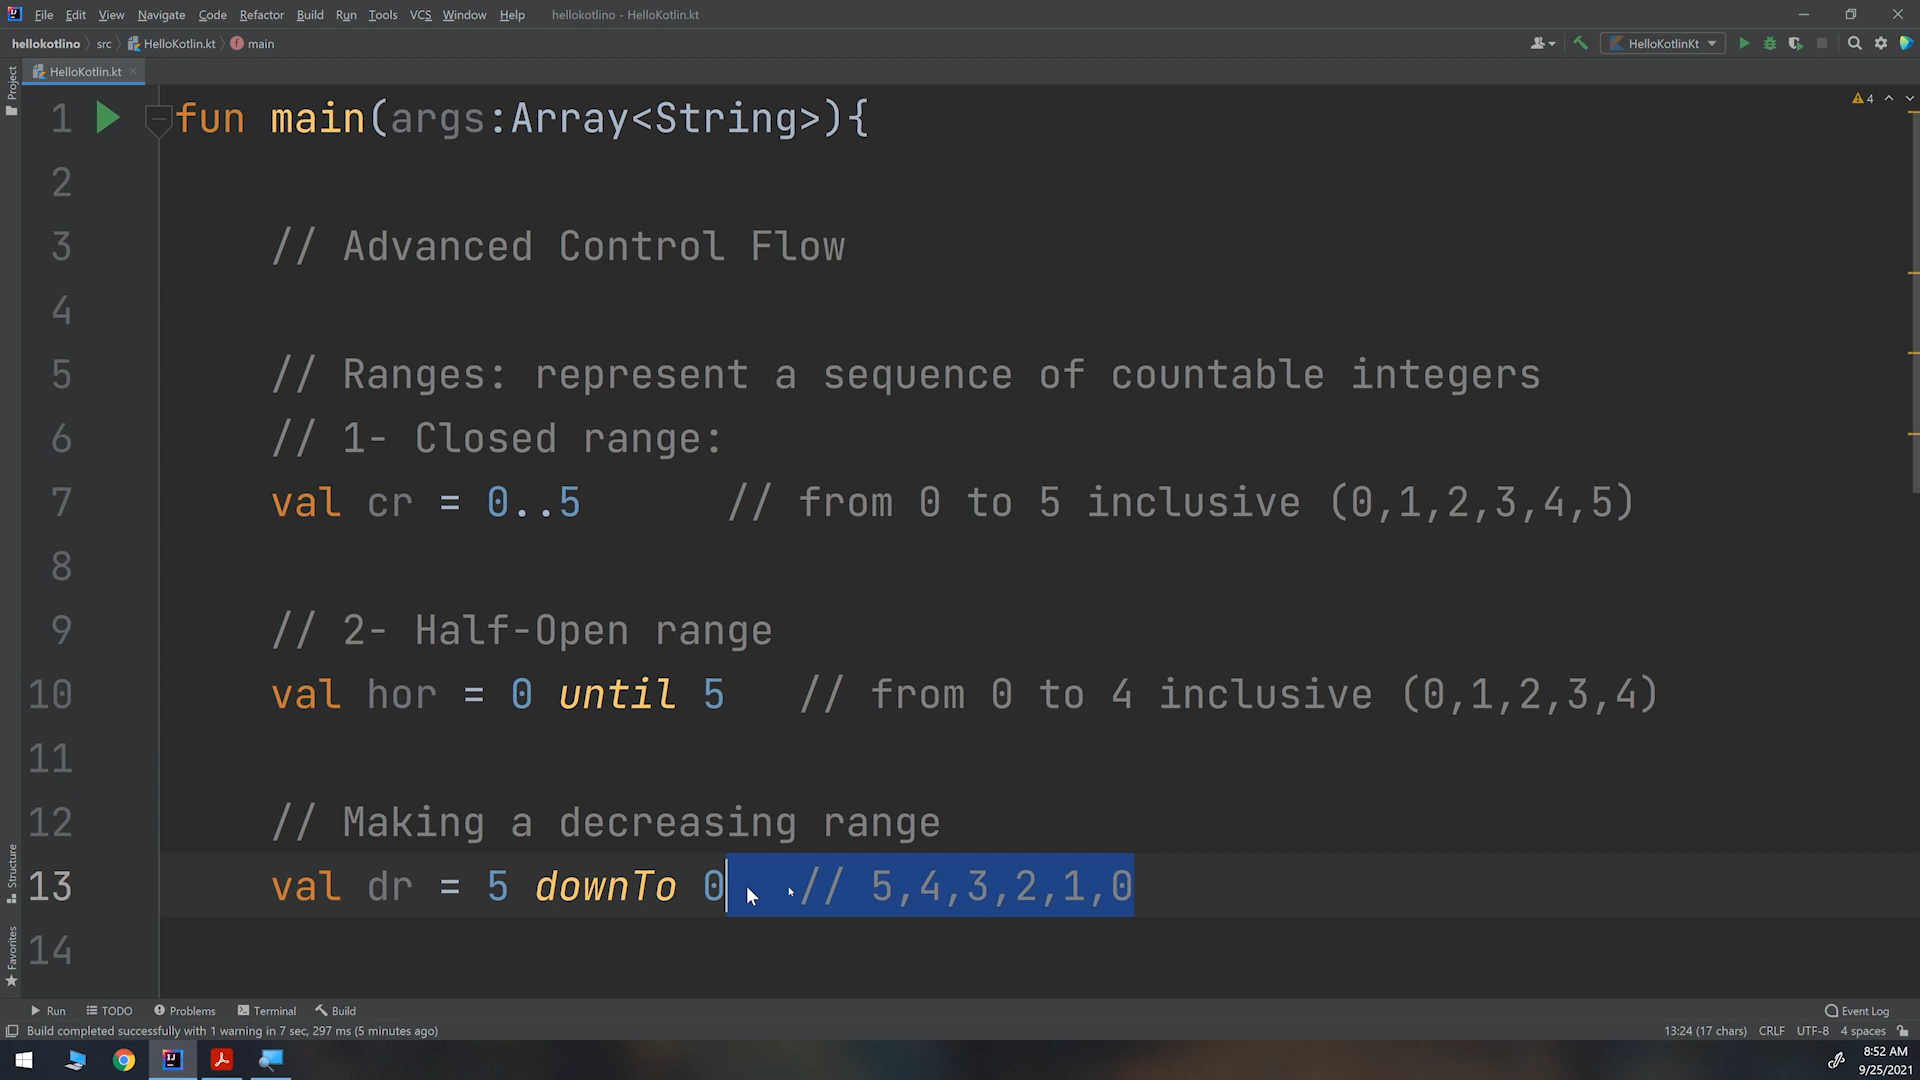 File Edit View Navigate Code Refactor Build Run Tools VCS Window Help hellokotlino - HelloKotlin.kt
hellokotlino src HelloKotlin.kt main HelloKotlinKt
Project
HelloKotlin.kt
4
1 fun main(args:Array<String>){
2
3 // Advanced Control Flow
4
5 // Ranges: represent a sequence of countable integers
6 // 1- Closed range:
7 val cr = 0..5 // from 0 to 5 inclusive (0,1,2,3,4,5)
8
9 // 2- Half-Open range
10 val hor = 0 until 5 // from 0 to 4 inclusive (0,1,2,3,4)
11
12 // Making a decreasing range
13 val dr = 5 downTo 0 // 5,4,3,2,1,0
14
Structure
Favorites
Run TODO Problems Terminal Build Event Log
Build completed successfully with 1 warning in 7 sec, 297 ms (5 minutes ago) 13:24 (17 chars) CRLF UTF-8 4 spaces
8:52 AM
9/25/2021